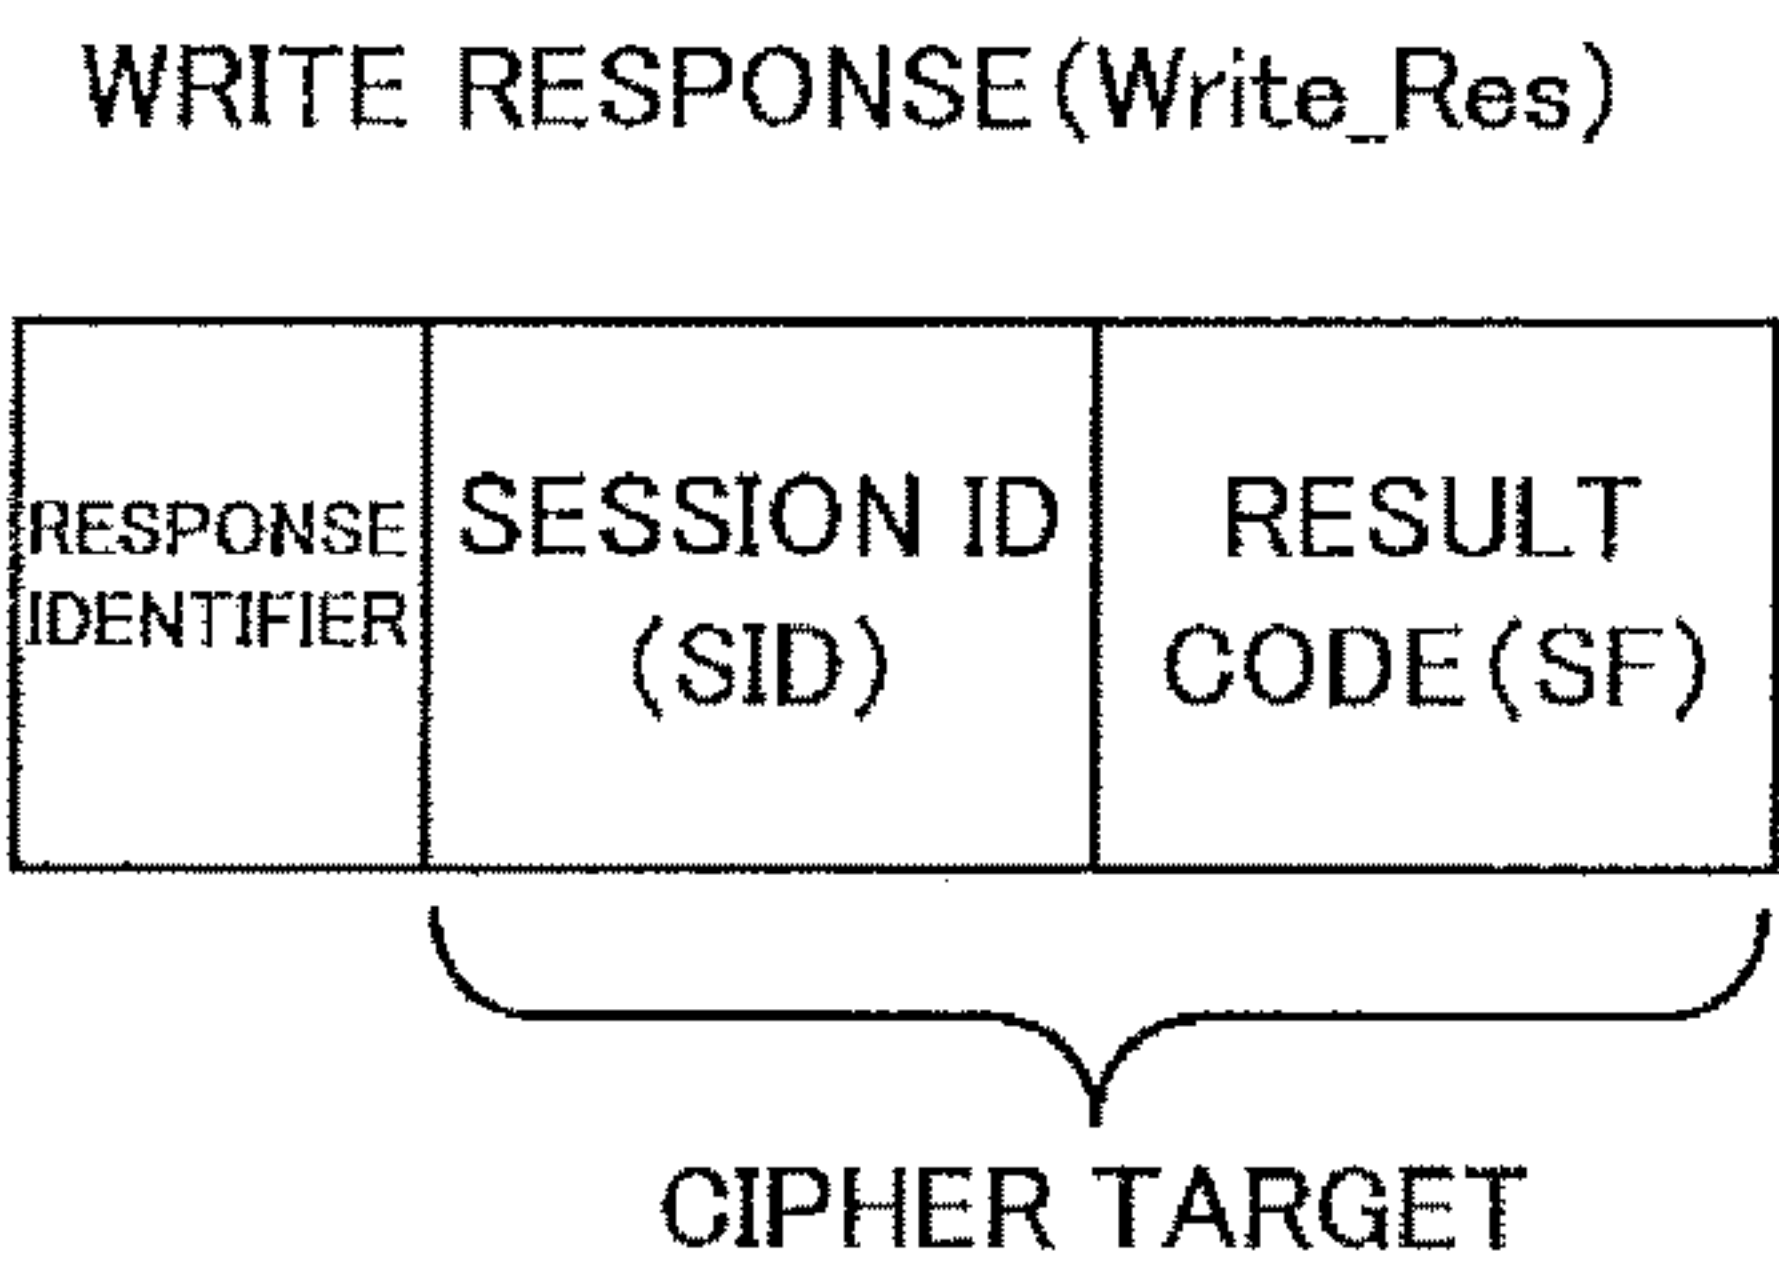 WRITE RESPONSE(Write_Res)
RESPONSE
IDENTIFIER
SESSION ID
(SID)
RESULT
CODE(SF)
CIPHER TARGET